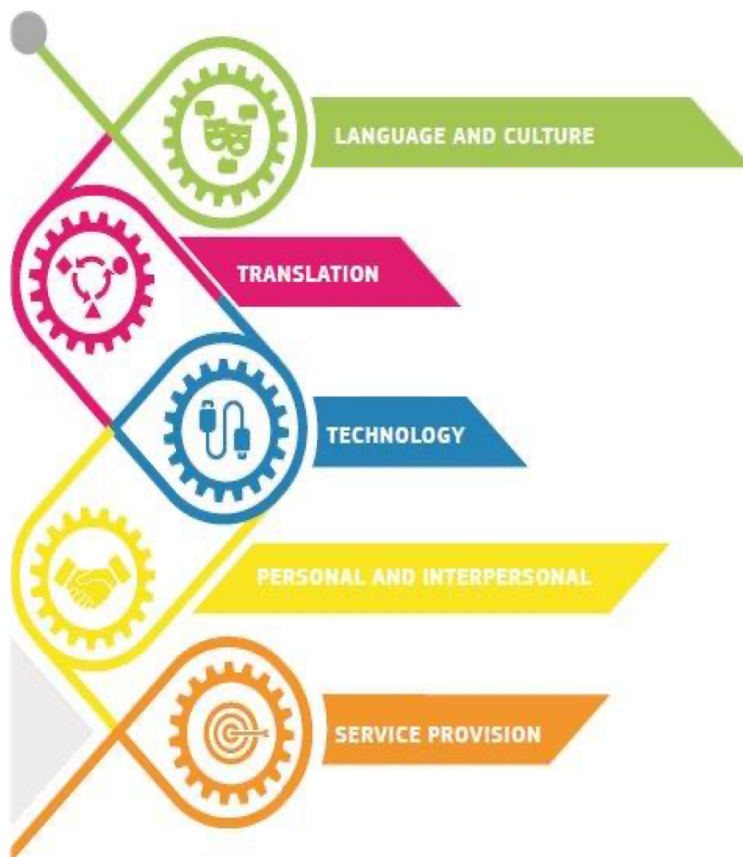 LANGUAGE AND CULTURE
TRANSLATION
TECHNOLOGY
PERSONAL AND INTERPERSONAL
SERVICE PROVISION